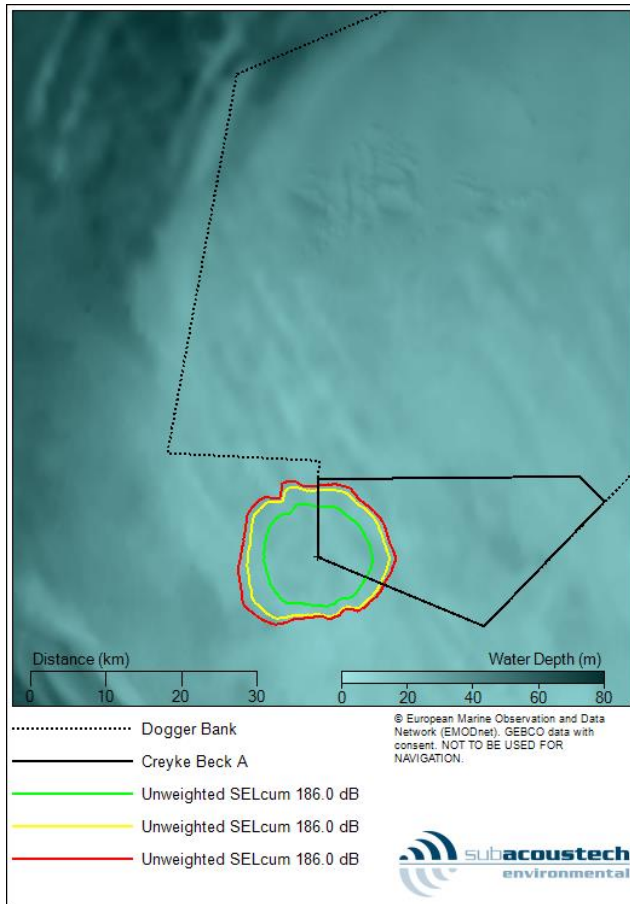 Distance (km)
Water Depth (m)
0 10 20 30
0 20 40 60 80
Dogger Bank
Creyke Beck A
Unweighted SELcum 186.0 dB
Unweighted SELcum 186.0 dB
Unweighted SELcum 186.0 dB
© European Marine Observation and Data
Network (EMODnet). GEBCO data with
consent. NOT TO BE USED FOR
NAVIGATION.
subacoustech
environmental